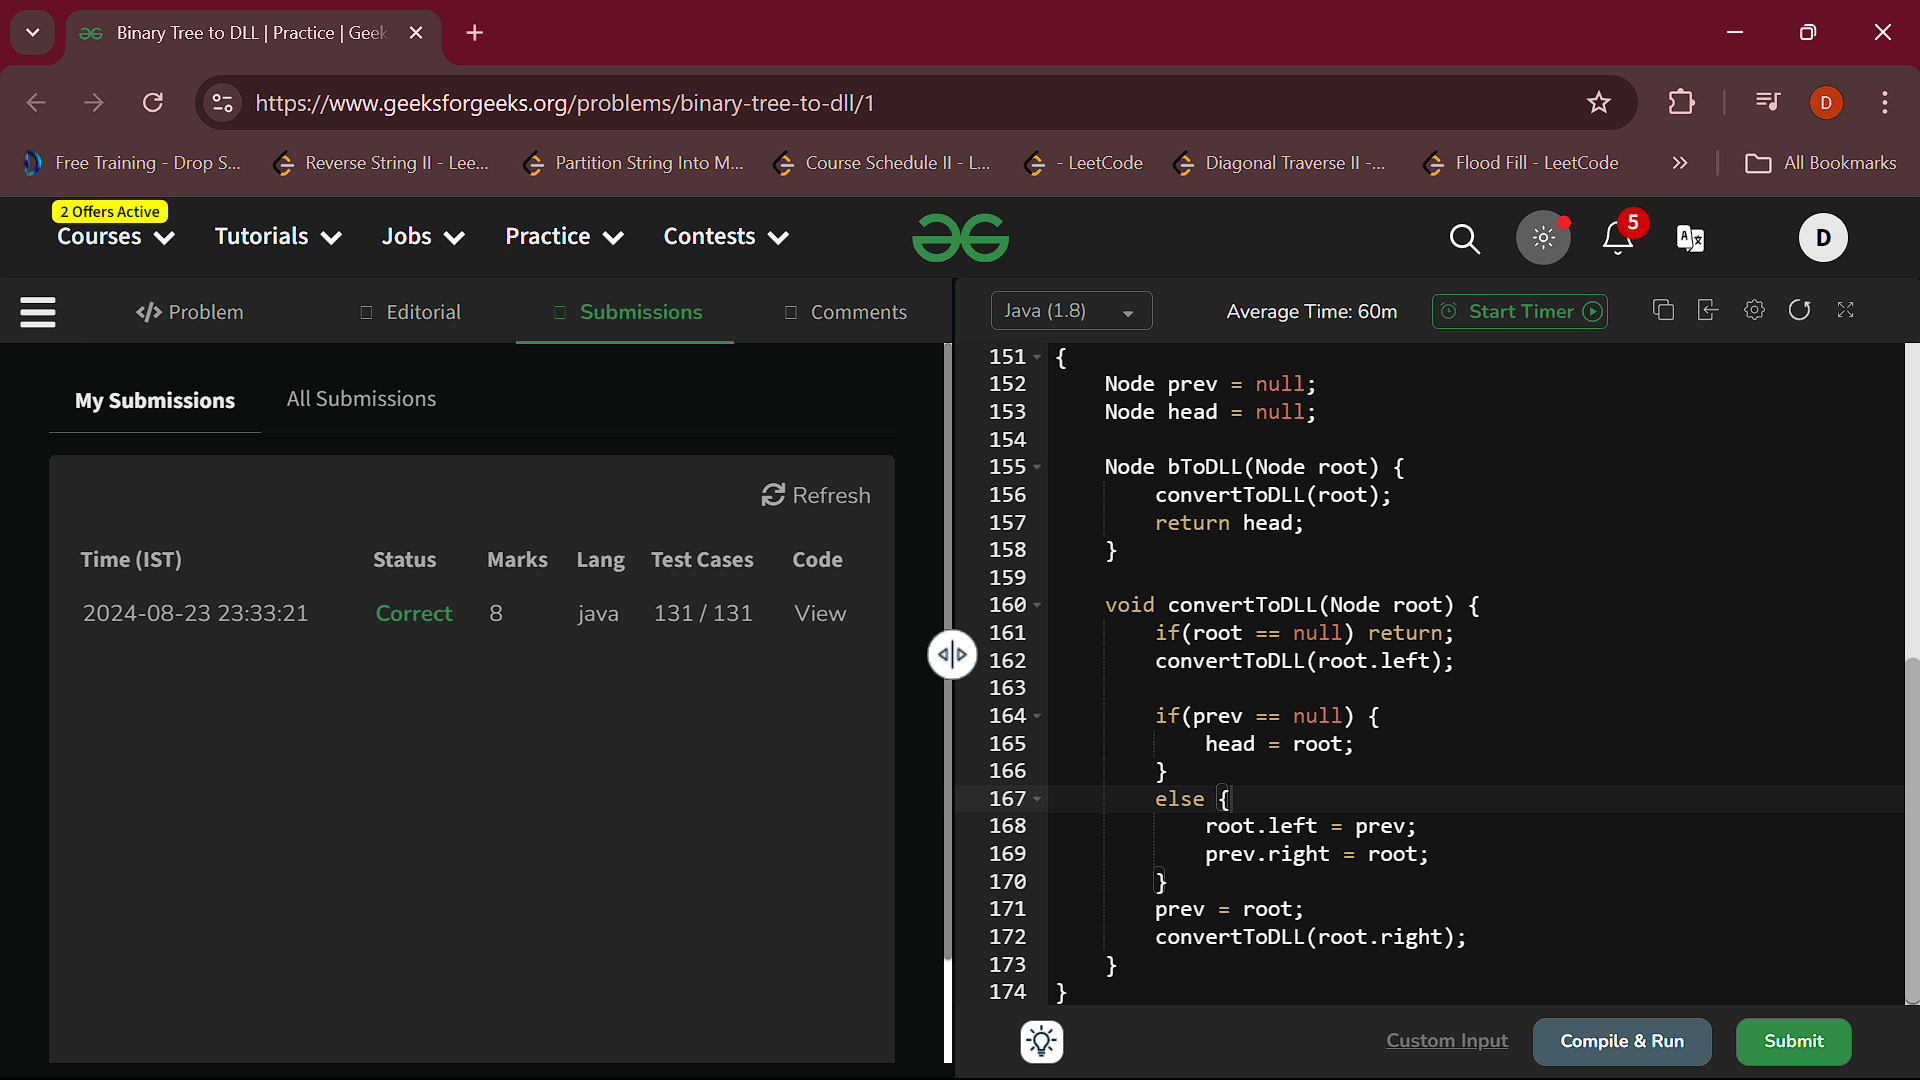 Binary Tree to DLL | Practice | Geek
https://www.geeksforgeeks.org/problems/binary-tree-to-dll/1
D
Free Training - Drop S...
Reverse String II - Lee...
Partition String Into M...
Course Schedule II - L...
- LeetCode
Diagonal Traverse II -...
Flood Fill - LeetCode
All Bookmarks
2 Offers Active
Courses
Tutorials
Jobs
Practice
Contests
5
D
</> Problem
Editorial
Submissions
Comments
Java (1.8)
Average Time: 60m
Start Timer
My Submissions
All Submissions
Refresh
Time (IST) Status Marks Lang Test Cases Code
2024-08-23 23:33:21 Correct 8 java 131 / 131 View
151 {
152 Node prev = null;
153 Node head = null;
154
155 Node bToDLL(Node root) {
156 convertToDLL(root);
157 return head;
158 }
159
160 void convertToDLL(Node root) {
161 if(root == null) return;
162 convertToDLL(root.left);
163
164 if(prev == null) {
165 head = root;
166 }
167 else {
168 root.left = prev;
169 prev.right = root;
170 }
171 prev = root;
172 convertToDLL(root.right);
173 }
174 }
Custom Input
Compile & Run
Submit